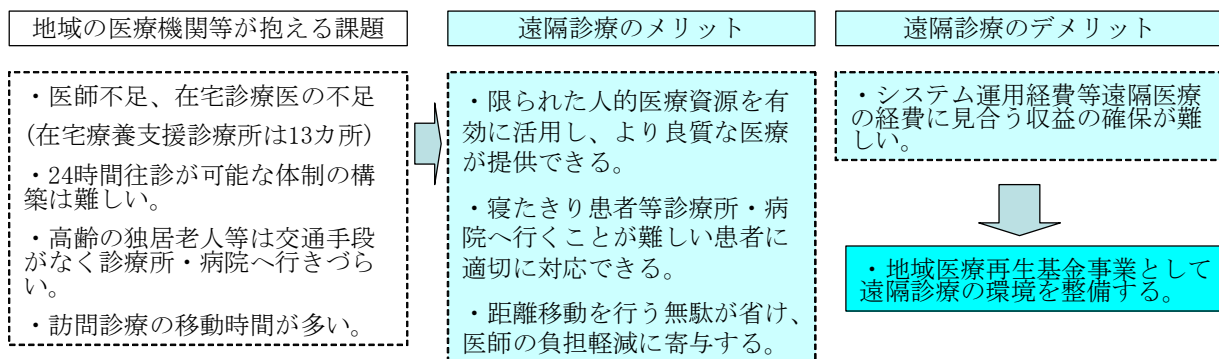 地域の医療機関等が抱える課題
・医師不足、在宅診療医の不足
(在宅療養支援診療所は13カ所)
・24時間往診が可能な体制の構
築は難しい。
・高齢の独居老人等は交通手段
がなく診療所・病院へ行きづら
い。
・訪問診療の移動時間が多い。
遠隔診療のメリット
・限られた人的医療資源を有
効に活用し、より良質な医療
が提供できる。
・寝たきり患者等診療所・病
院へ行くことが難しい患者に
適切に対応できる。
・距離移動を行う無駄が省け、
医師の負担軽減に寄与する。
遠隔診療のデメリット
・システム運用経費等遠隔医療
の経費に見合う収益の確保が難
しい。
・地域医療再生基金事業として
遠隔診療の環境を整備する。